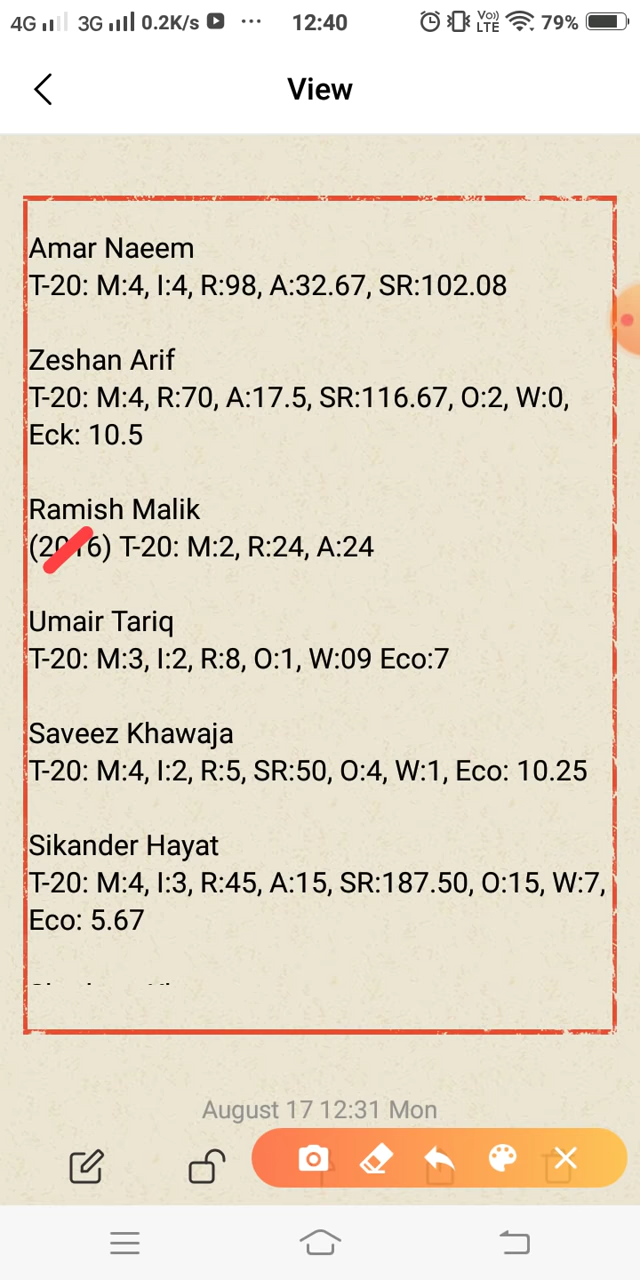 4G 3G 0.2K/s ... 12:40 Vo)) LTE 79%
View
Amar Naeem
T-20: M:4, I:4, R:98, A:32.67, SR:102.08
Zeshan Arif
T-20: M:4, R:70, A:17.5, SR:116.67, O:2, W:0,
Eck: 10.5
Ramish Malik
(2016) T-20: M:2, R:24, A:24
Umair Tariq
T-20: M:3, I:2, R:8, O:1, W:09 Eco:7
Saveez Khawaja
T-20: M:4, I:2, R:5, SR:50, O:4, W:1, Eco: 10.25
Sikander Hayat
T-20: M:4, I:3, R:45, A:15, SR:187.50, O:15, W:7,
Eco: 5.67
August 17 12:31 Mon